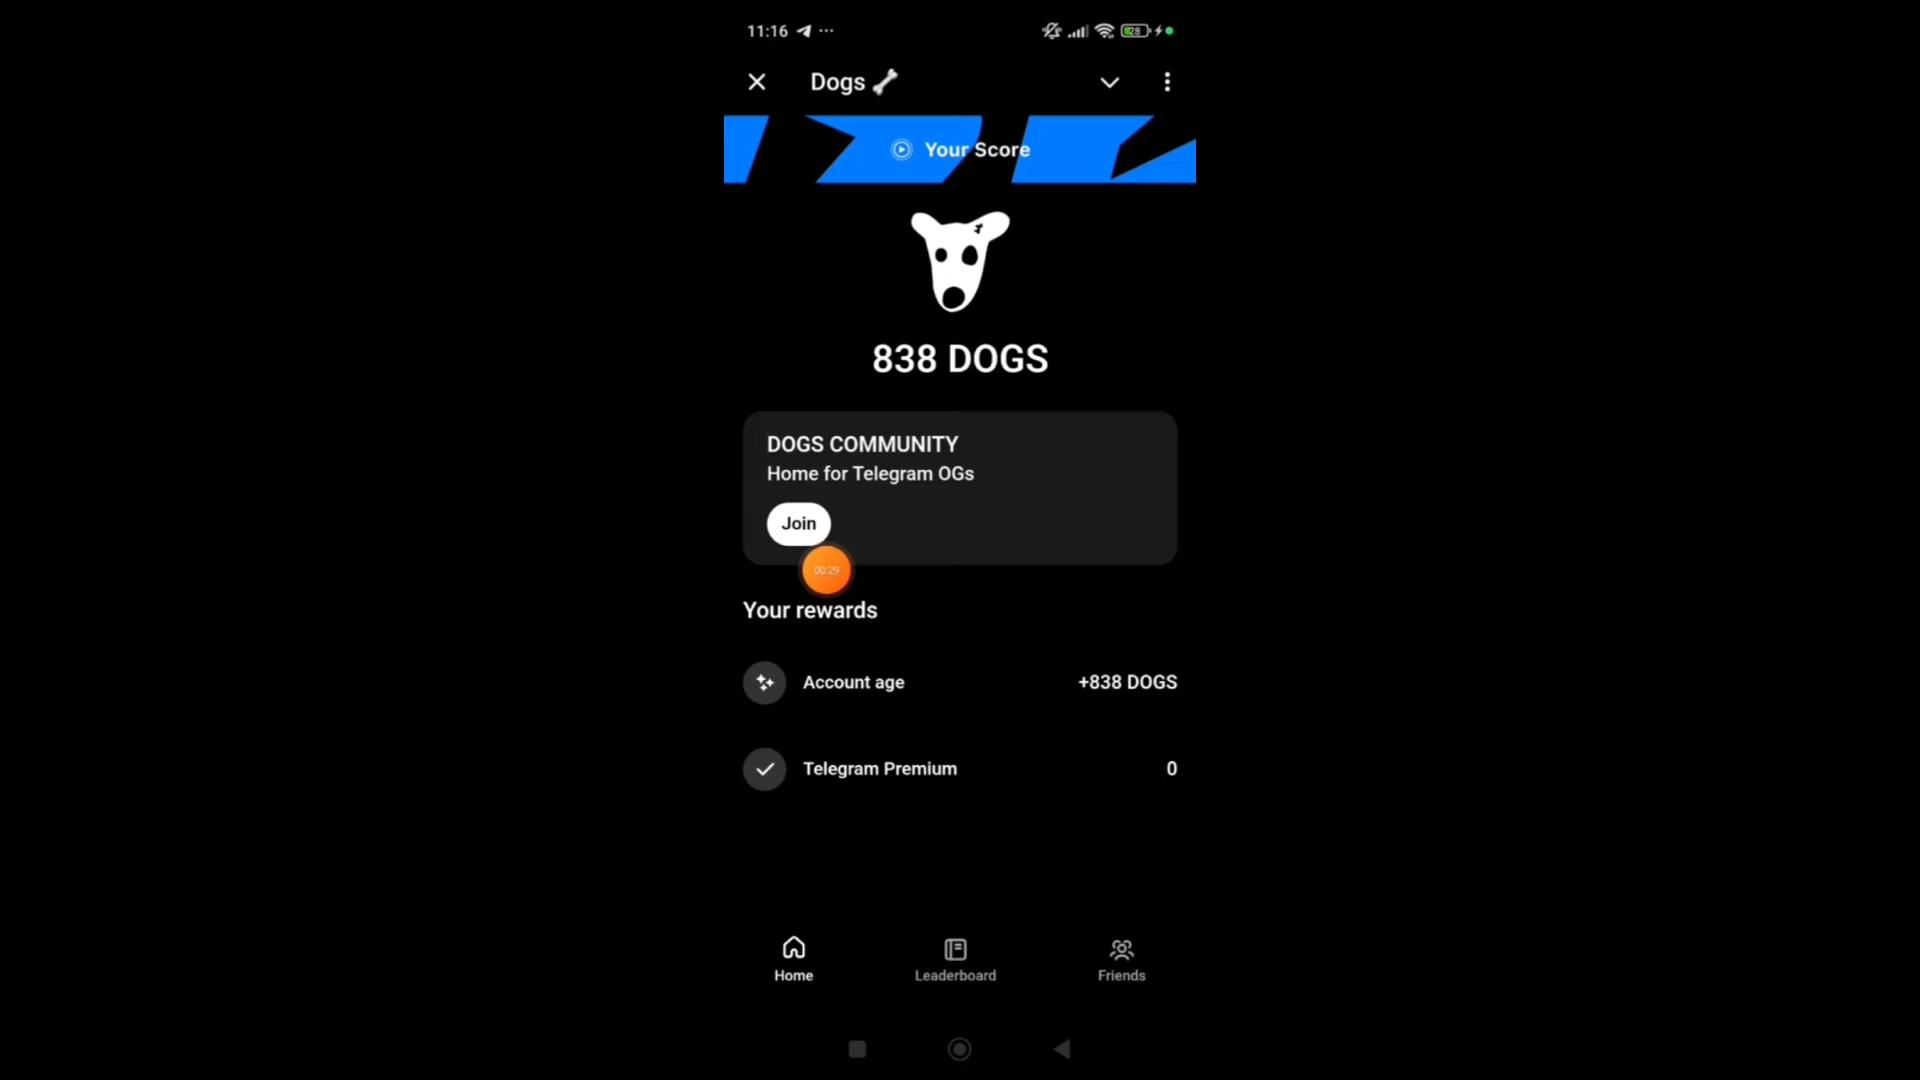 11:16
28
Dogs
Your Score
838 DOGS
DOGS COMMUNITY
Home for Telegram OGs
Join
00:29
Your rewards
Account age +838 DOGS
Telegram Premium 0
Home Leaderboard Friends